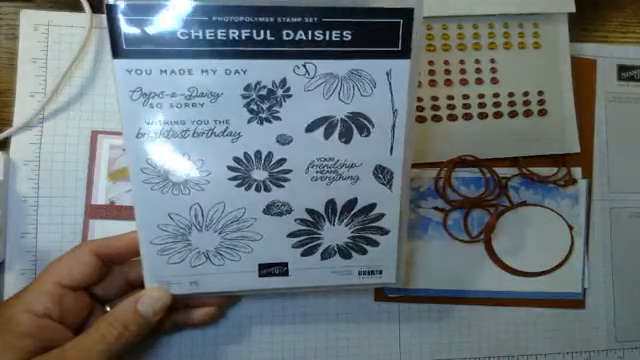 PHOTOPOLYMER STAMP SET
CHEERFUL DAISIES
YOU MADE MY DAY
CD
Oops-a-Daisy
SO SORRY
WISHING YOU THE
brightest birthday
YOUR
friendship
MEANS
everything